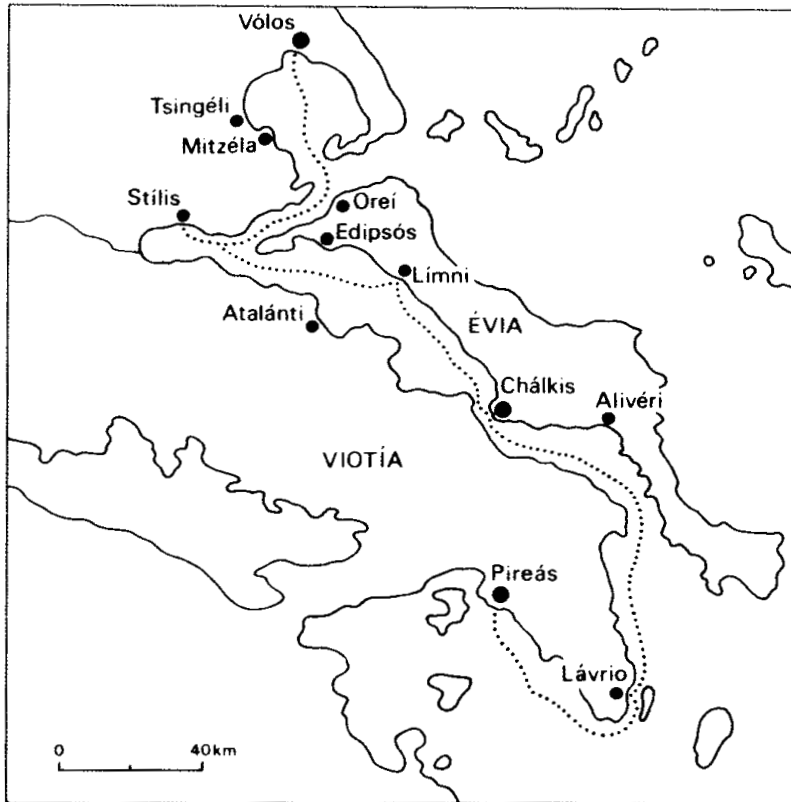 Vólos
Tsingéli
Mitzéla
Stílis
Oreí
Edipsós
Límni
Atalánti
ÉVIA
Chálkis
Alivéri
VIOTÍA
Pireás
Lávrio
0 40km